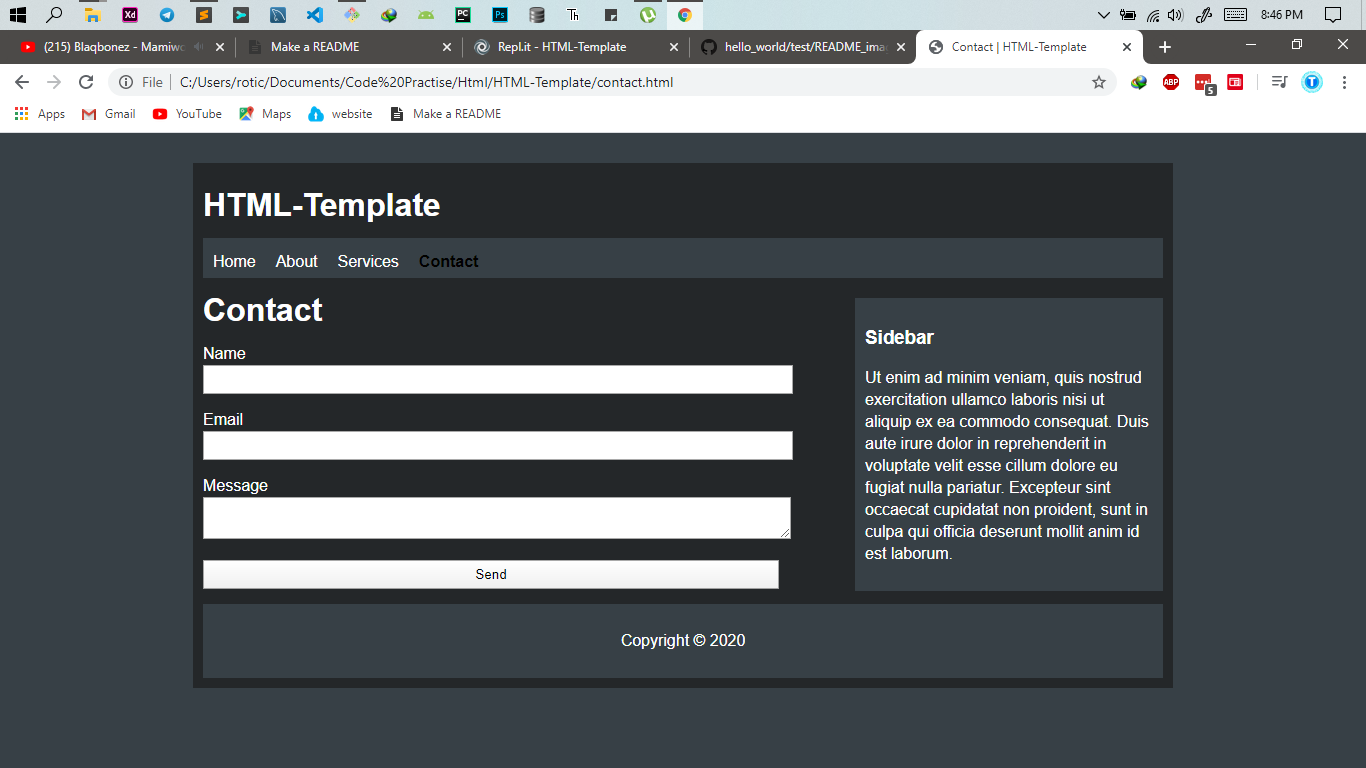 Xd
PC
Ps
Th
8:46 PM
(215) Blaqbonez - Mamiwo
Make a README
Repl.it - HTML-Template
hello_world/test/README_ima
Contact | HTML-Template
File
C:/Users/rotic/Documents/Code%20Practise/Html/HTML-Template/contact.html
ABP
5
T
Apps
Gmail
YouTube
Maps
website
Make a README
HTML-Template
Home About Services Contact
Contact
Name
Email
Message
Send
Sidebar
Ut enim ad minim veniam, quis nostrud
exercitation ullamco laboris nisi ut
aliquip ex ea commodo consequat. Duis
aute irure dolor in reprehenderit in
voluptate velit esse cillum dolore eu
fugiat nulla pariatur. Excepteur sint
occaecat cupidatat non proident, sunt in
culpa qui officia deserunt mollit anim id
est laborum.
Copyright © 2020